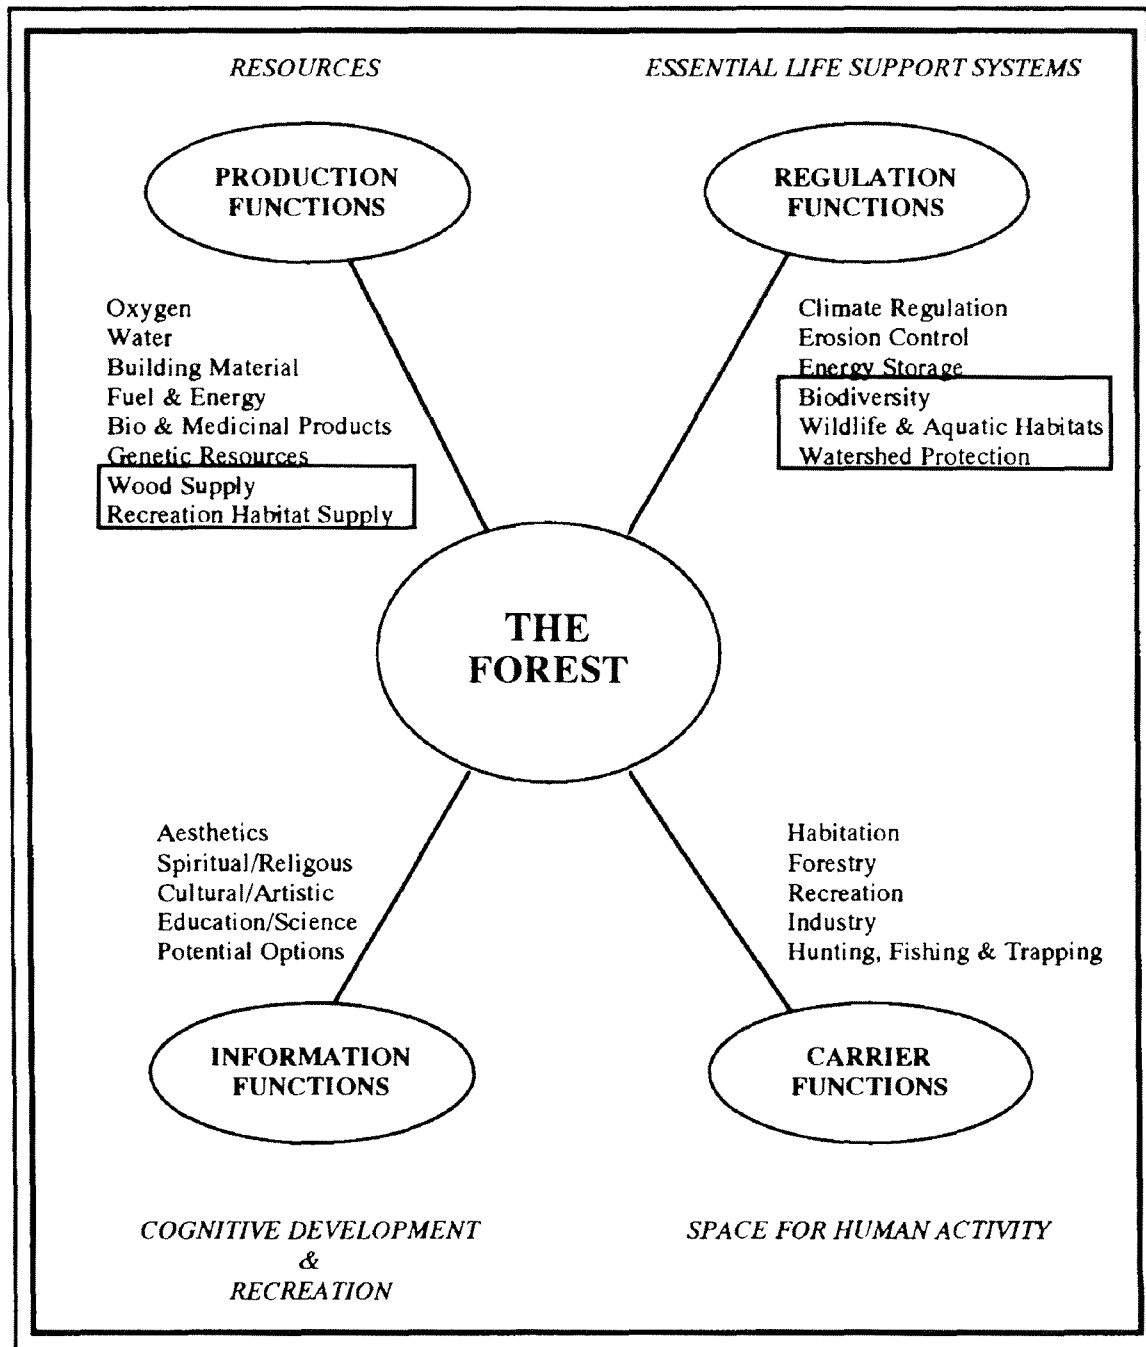 RESOURCES
ESSENTIAL LIFE SUPPORT SYSTEMS
PRODUCTION
FUNCTIONS
REGULATION
FUNCTIONS
Oxygen
Water
Building Material
Fuel & Energy
Bio & Medicinal Products
Genetic Resources
Wood Supply
Recreation Habitat Supply
Climate Regulation
Erosion Control
Energy Storage
Biodiversity
Wildlife & Aquatic Habitats
Watershed Protection
THE
FOREST
Aesthetics
Spiritual/Religous
Cultural/Artistic
Education/Science
Potential Options
Habitation
Forestry
Recreation
Industry
Hunting, Fishing & Trapping
INFORMATION
FUNCTIONS
CARRIER
FUNCTIONS
COGNITIVE DEVELOPMENT
&
RECREATION
SPACE FOR HUMAN ACTIVITY